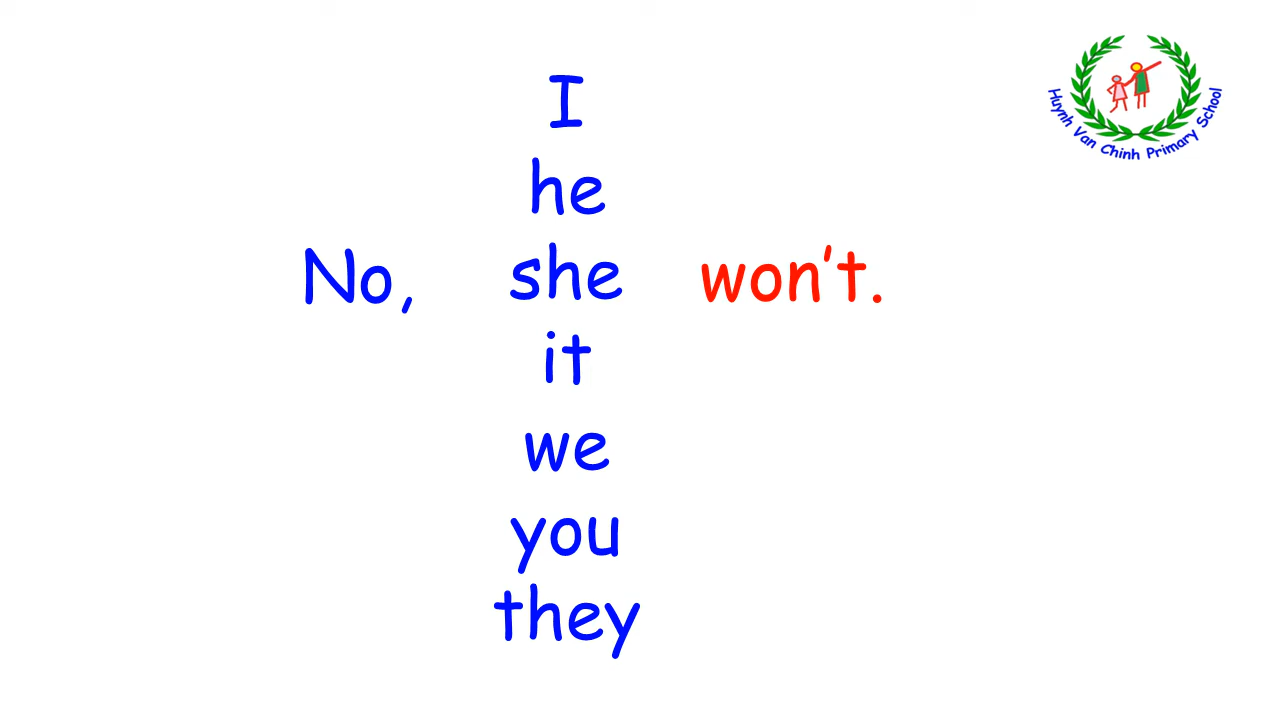 I
he
No, she won't.
it
we
you
they
Huynh Van Chinh Primary School